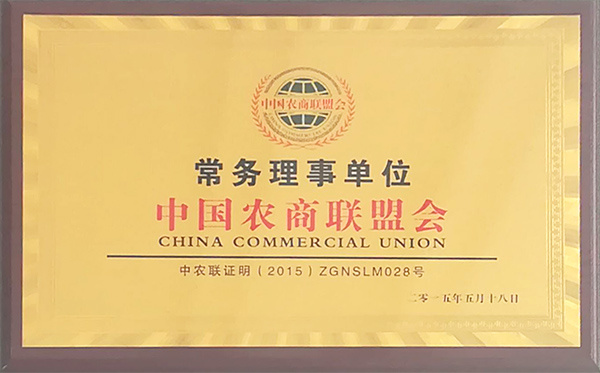 中国农商联盟会
常务理事单位
中国农商联盟会
CHINA COMMERCIAL UNION
中农联证明（2015）ZGNSLM028号
二零一五年五月十八日